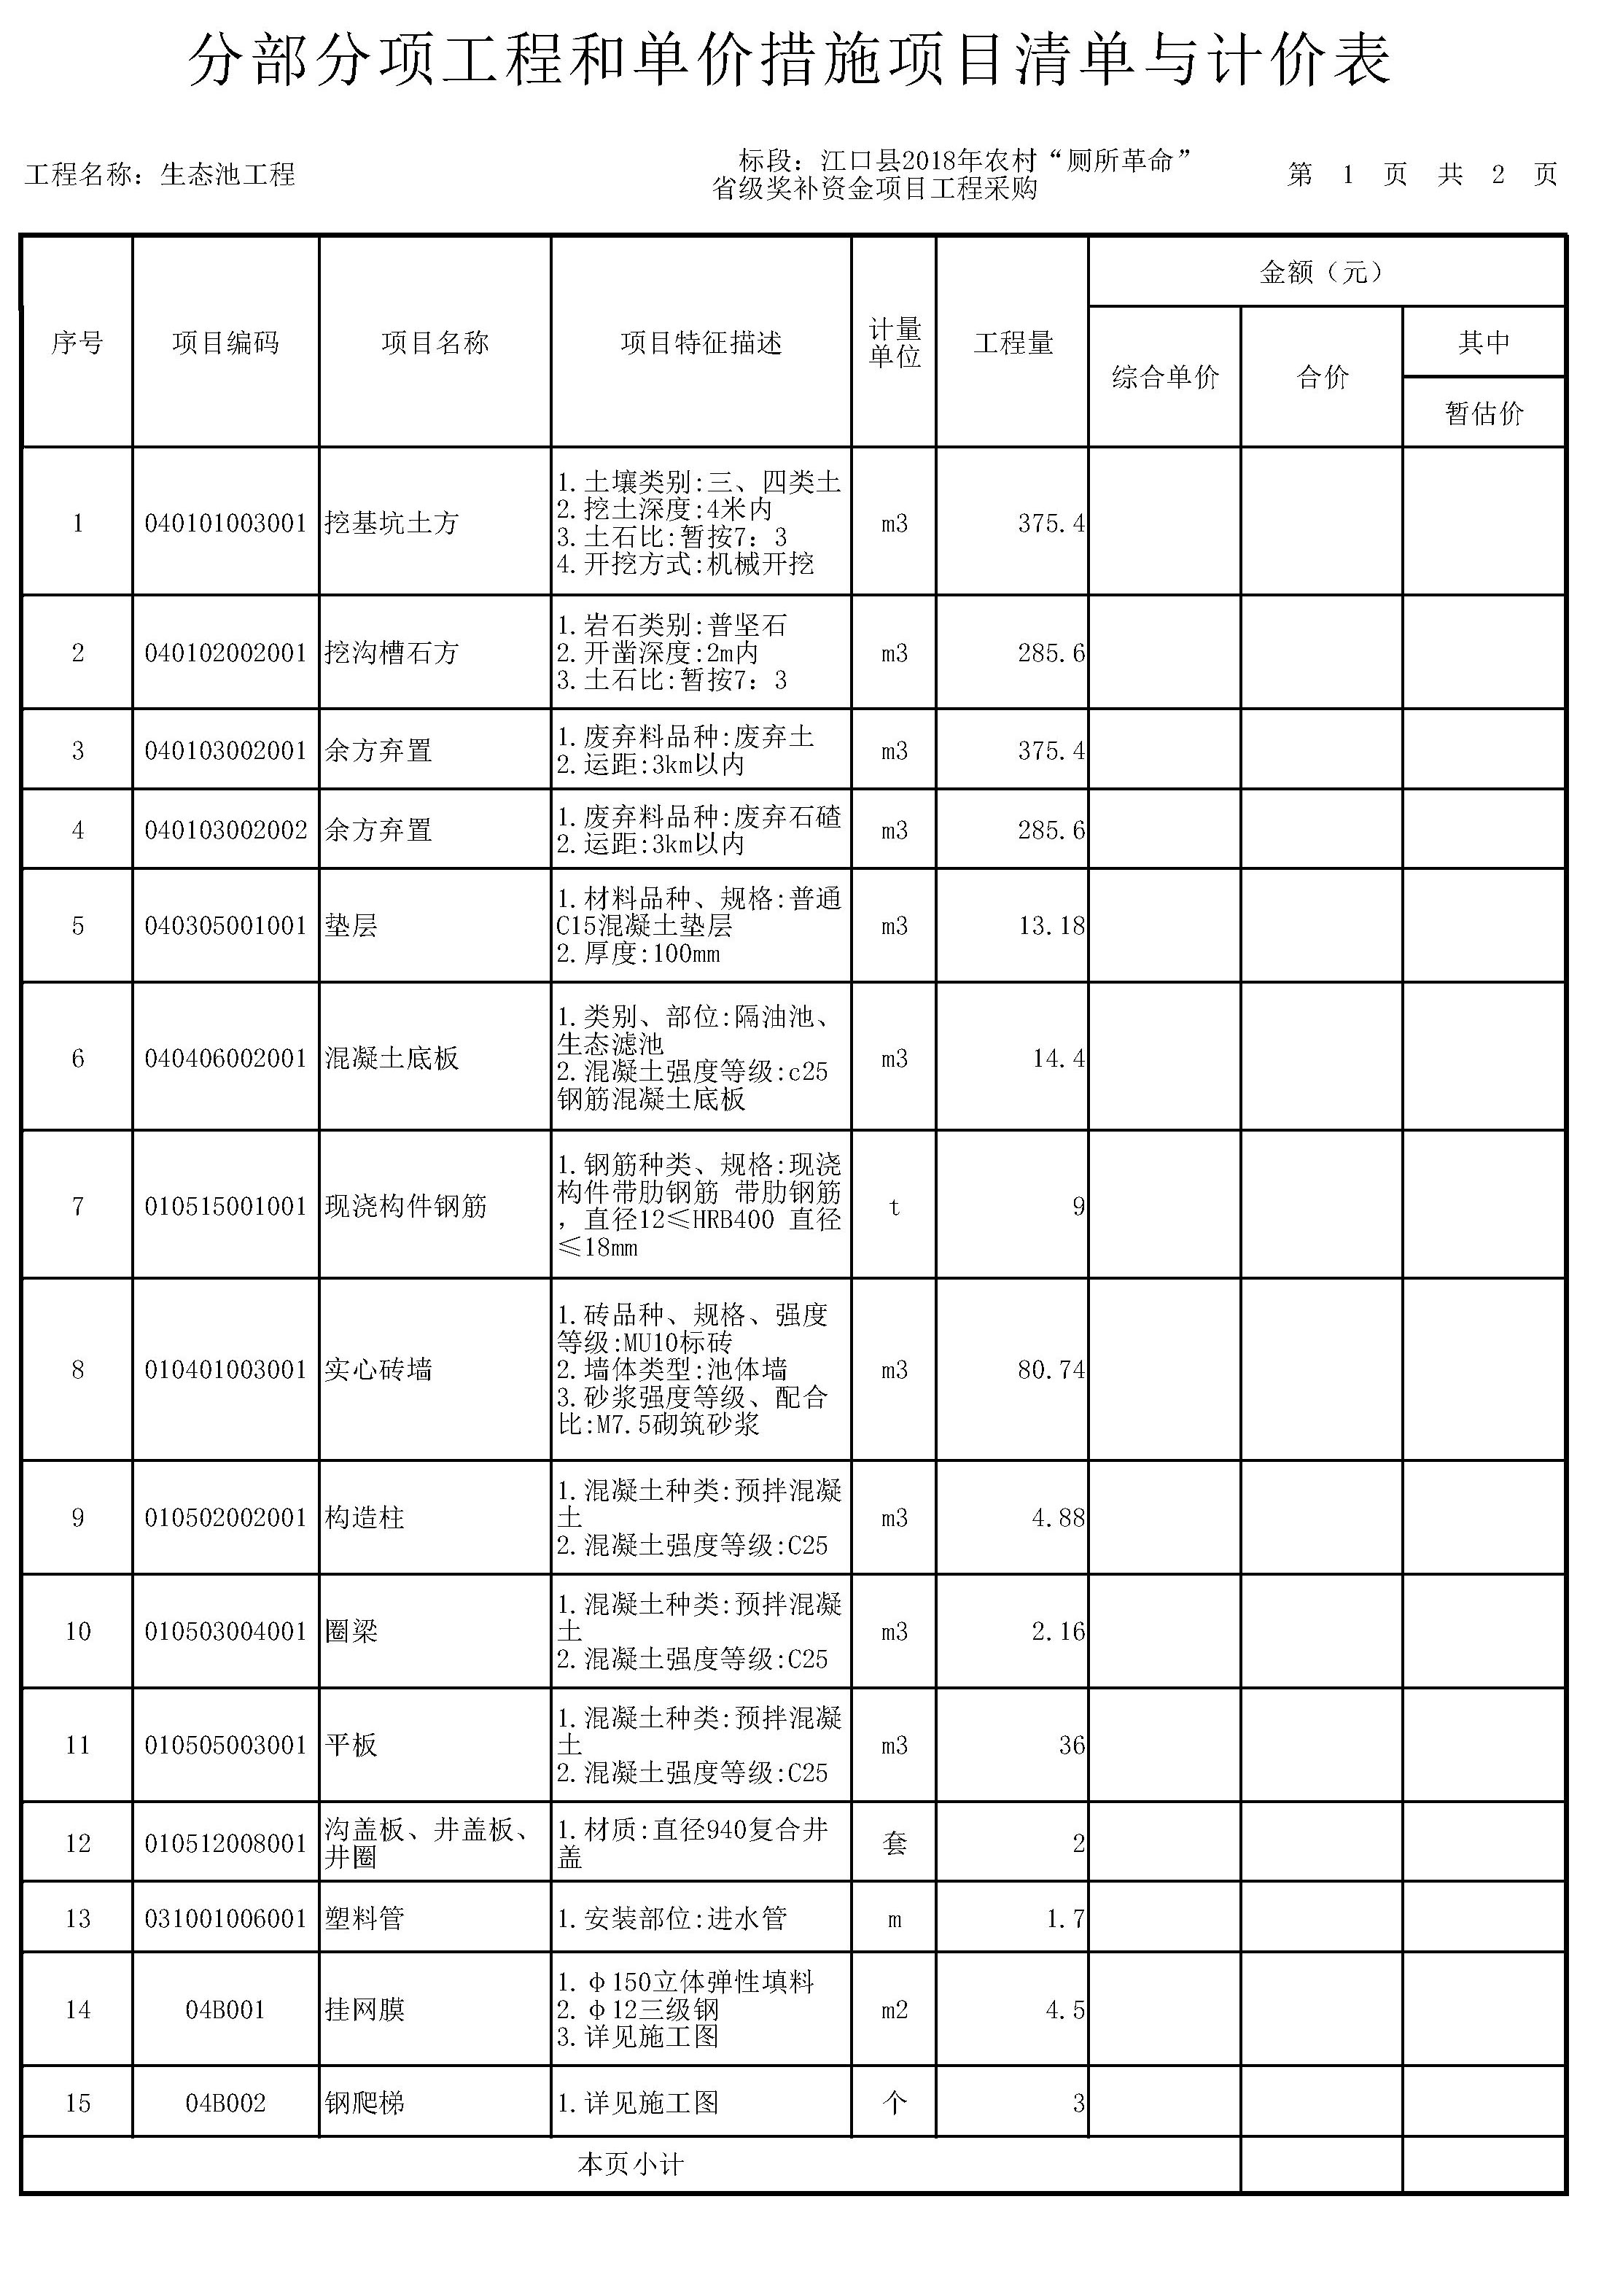 分部分项工程和单价措施项目清单与计价表
工程名称：生态池工程
标段：江口县2018年农村“厕所革命”
省级奖补资金项目工程采购
第 1 页 共 2 页
序号
项目编码
项目名称
项目特征描述
计量
单位
工程量
金额（元）
综合单价
合价
其中
暂估价
1
040101003001
挖基坑土方
1.土壤类别:三、四类土
2.挖土深度:4米内
3.土石比:暂按7：3
4.开挖方式:机械开挖
m3
375.4
2
040102002001
挖沟槽石方
1.岩石类别:普坚石
2.开凿深度:2m内
3.土石比:暂按7：3
m3
285.6
3
040103002001
余方弃置
1.废弃料品种:废弃土
2.运距:3km以内
m3
375.4
4
040103002002
余方弃置
1.废弃料品种:废弃石碴
2.运距:3km以内
m3
285.6
5
040305001001
垫层
1.材料品种、规格:普通
C15混凝土垫层
2.厚度:100mm
m3
13.18
6
040406002001
混凝土底板
1.类别、部位:隔油池、
生态滤池
2.混凝土强度等级:c25
钢筋混凝土底板
m3
14.4
7
010515001001
现浇构件钢筋
1.钢筋种类、规格:现浇
构件带肋钢筋 带肋钢筋
，直径12≤HRB400 直径
≤18mm
t
9
8
010401003001
实心砖墙
1.砖品种、规格、强度
等级:MU10标砖
2.墙体类型:池体墙
3.砂浆强度等级、配合
比:M7.5砌筑砂浆
m3
80.74
9
010502002001
构造柱
1.混凝土种类:预拌混凝
土
2.混凝土强度等级:C25
m3
4.88
10
010503004001
圈梁
1.混凝土种类:预拌混凝
土
2.混凝土强度等级:C25
m3
2.16
11
010505003001
平板
1.混凝土种类:预拌混凝
土
2.混凝土强度等级:C25
m3
36
12
010512008001
沟盖板、井盖板、
井圈
1.材质:直径940复合井
盖
套
2
13
031001006001
塑料管
1.安装部位:进水管
m
1.7
14
04B001
挂网膜
1.φ150立体弹性填料
2.φ12三级钢
3.详见施工图
m2
4.5
15
04B002
钢爬梯
1.详见施工图
个
3
本页小计